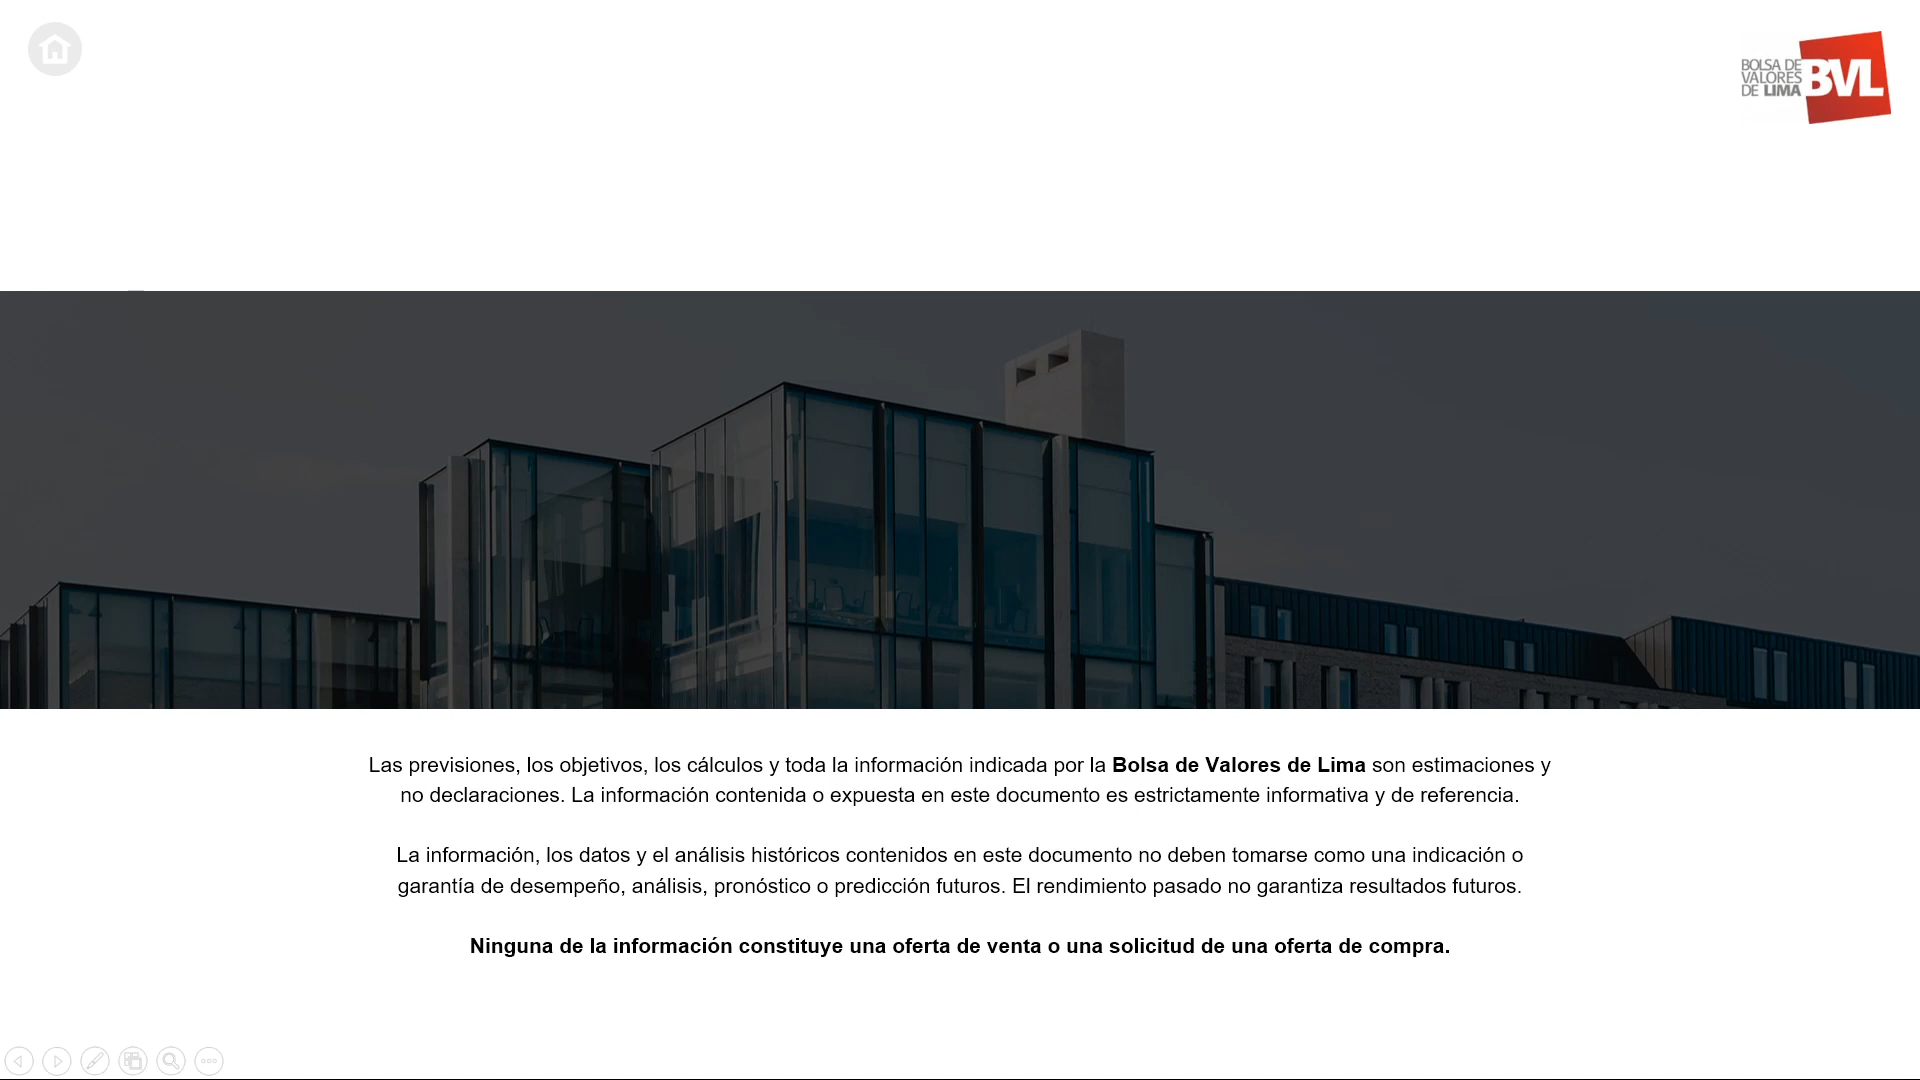 BOLSA DE
VALORES
DE LIMA
BVL
Las previsiones, los objetivos, los cálculos y toda la información indicada por la Bolsa de Valores de Lima son estimaciones y
no declaraciones. La información contenida o expuesta en este documento es estrictamente informativa y de referencia.
La información, los datos y el análisis históricos contenidos en este documento no deben tomarse como una indicación o
garantía de desempeño, análisis, pronóstico o predicción futuros. El rendimiento pasado no garantiza resultados futuros.
Ninguna de la información constituye una oferta de venta o una solicitud de una oferta de compra.